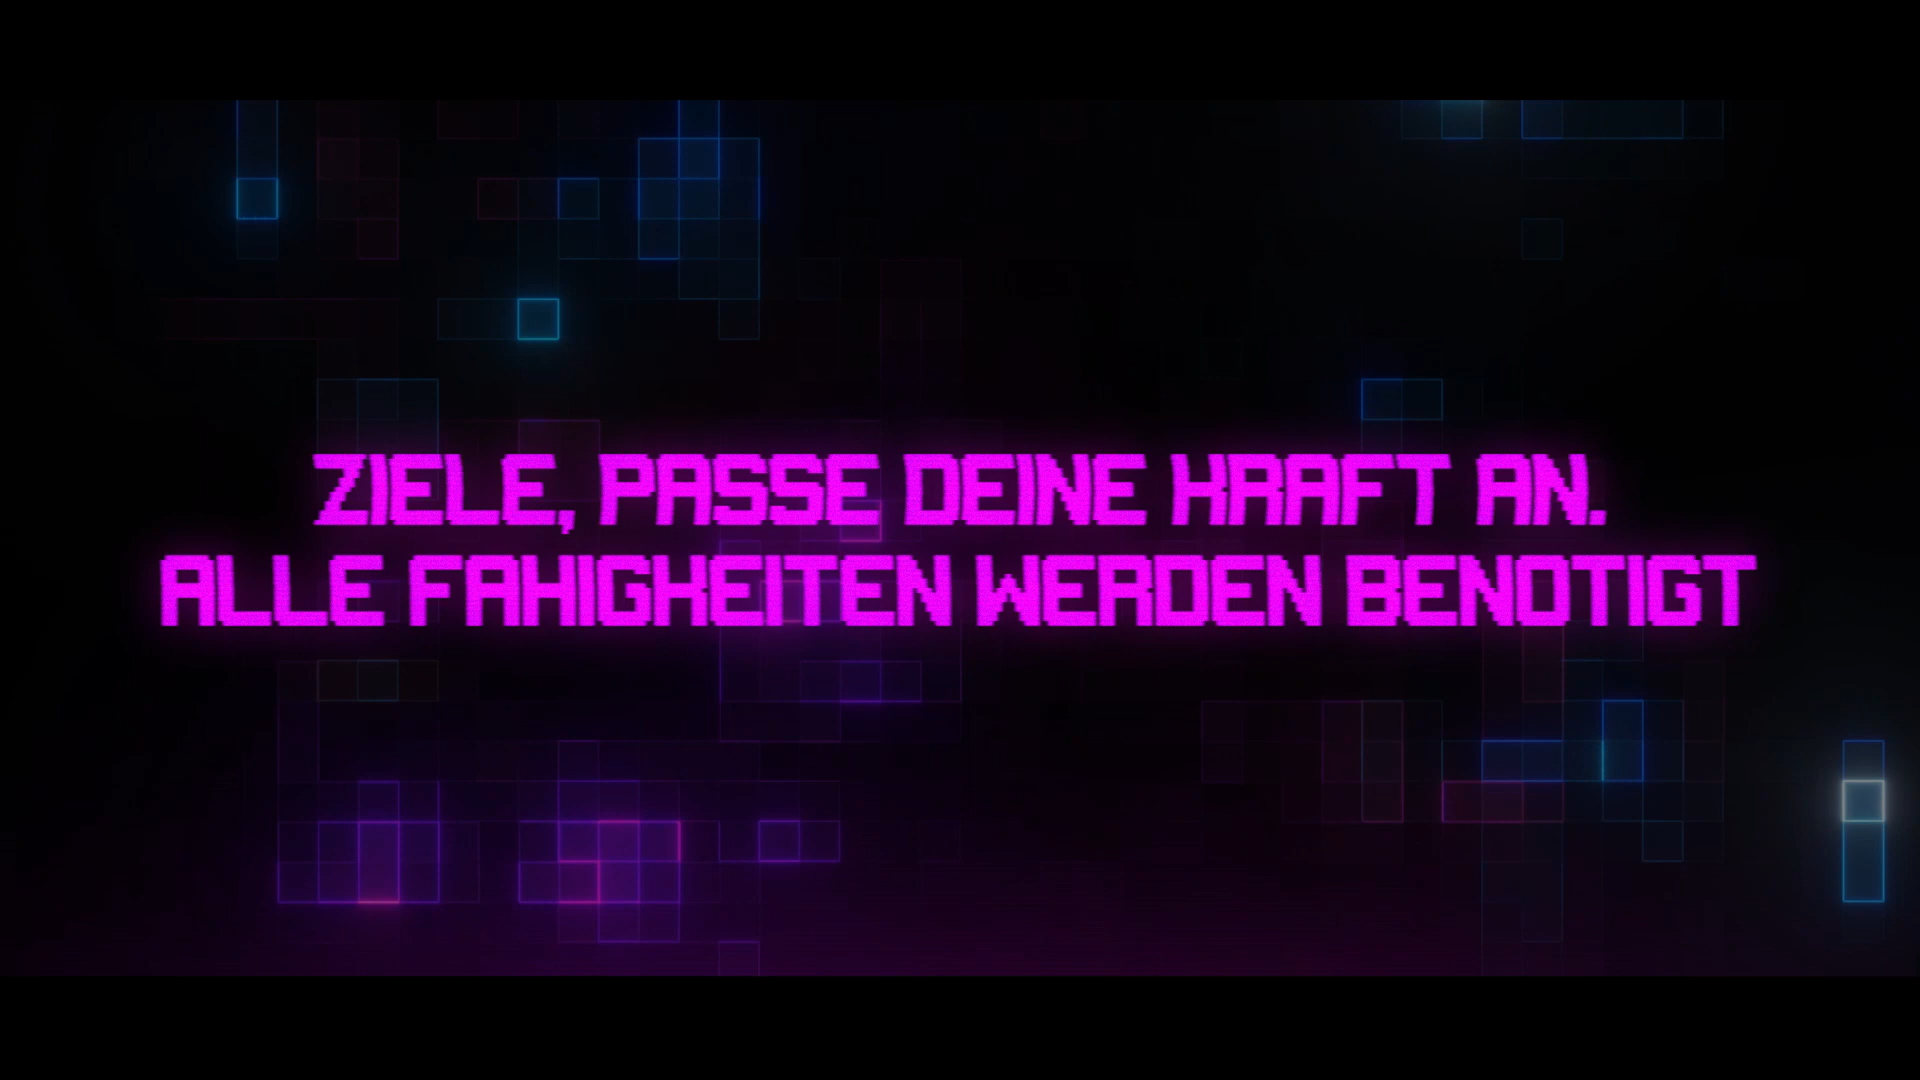 ZIELE, PASSE DEINE KRAFT AN.
ALLE FAHIGKEITEN WERDEN BENOTIGT